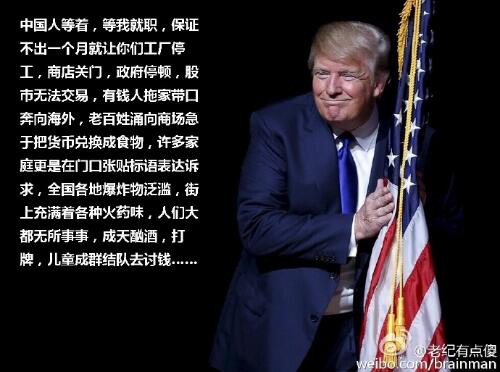 中国人等着，等我就职，保证
不出一个月就让你们工厂停
工，商店关门，政府停顿，股
市无法交易，有钱人拖家带口
奔向海外，老百姓涌向商场急
于把货币兑换成食物，许多家
庭更是在门口张贴标语表达诉
求，全国各地爆炸物泛滥，街
上充满着各种火药味，人们大
都无所事事，成天酗酒，打
牌，儿童成群结队去讨钱......
@老纪有点傻
weibo.com/brainman